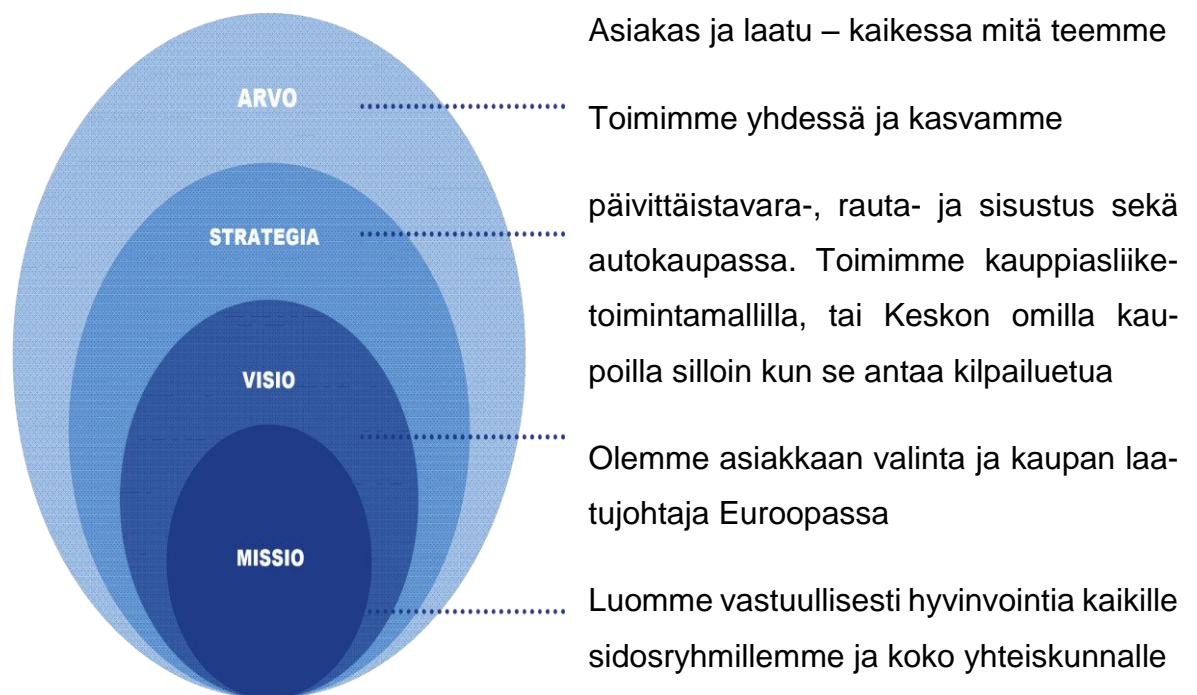 Asiakas ja laatu – kaikessa mitä teemme
ARVO
Toimimme yhdessä ja kasvamme
päivittäistavara-, rauta- ja sisustus sekä
STRATEGIA
autokaupassa. Toimimme kauppiasliike-
toimintamallilla, tai Keskon omilla kau-
poilla silloin kun se antaa kilpailuetua
VISIO
Olemme asiakkaan valinta ja kaupan laa-
tujohtaja Euroopassa
MISSIO
Luomme vastuullisesti hyvinvointia kaikille
sidosryhmillemme ja koko yhteiskunnalle